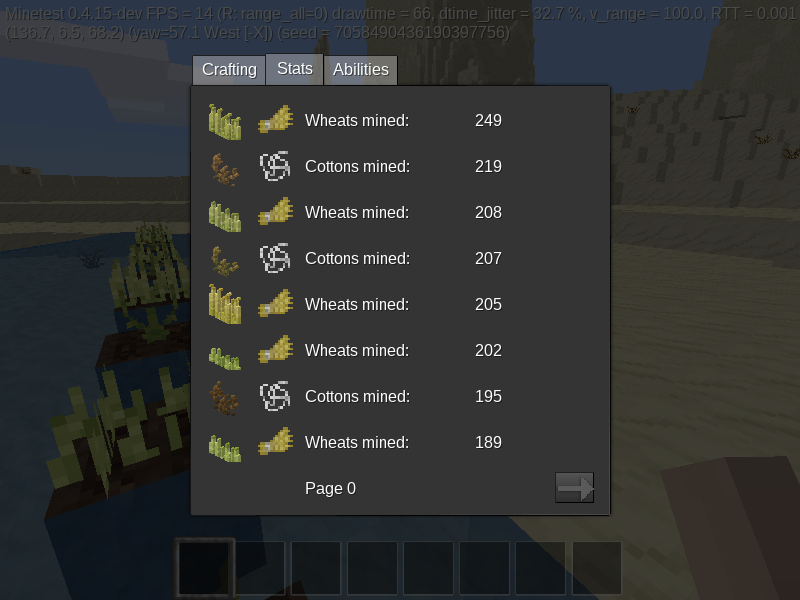 Minetest 0.4.15-dev FPS = 14 (R: range_all=0) drawtime = 66, dtime_jitter = 32.7 %, v_range = 100.0, RTT = 0.001
(136.7, 6.5, 68.2) (yaw=57.1 West [-X]) (seed = 7058490436190397756)
Crafting Stats Abilities
Wheats mined: 249
Cottons mined: 219
Wheats mined: 208
Cottons mined: 207
Wheats mined: 205
Wheats mined: 202
Cottons mined: 195
Wheats mined: 189
Page 0